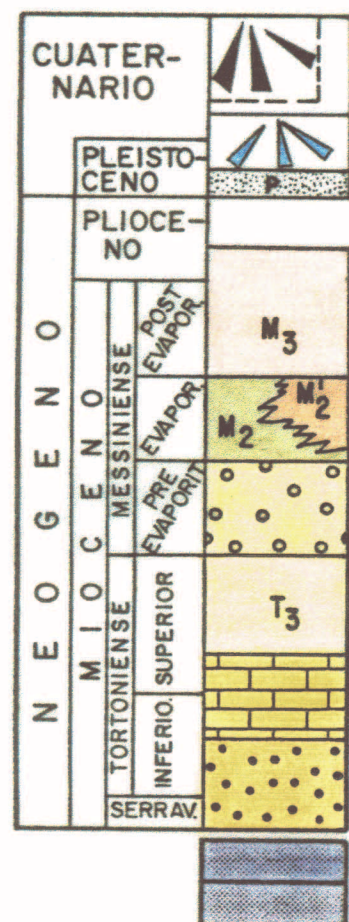 CUATER-
NARIO
PLEISTO-
CENO
P
PLIOCE-
NO
NEOGENO
MIOCENO
MESSINIENSE
POST
EVAPOR.
M3
EVAPOR.
M2
M'2
PRE
EVAPORIT
TORTONIENSE
SUPERIOR
T3
INFERIO.
SERRAV.